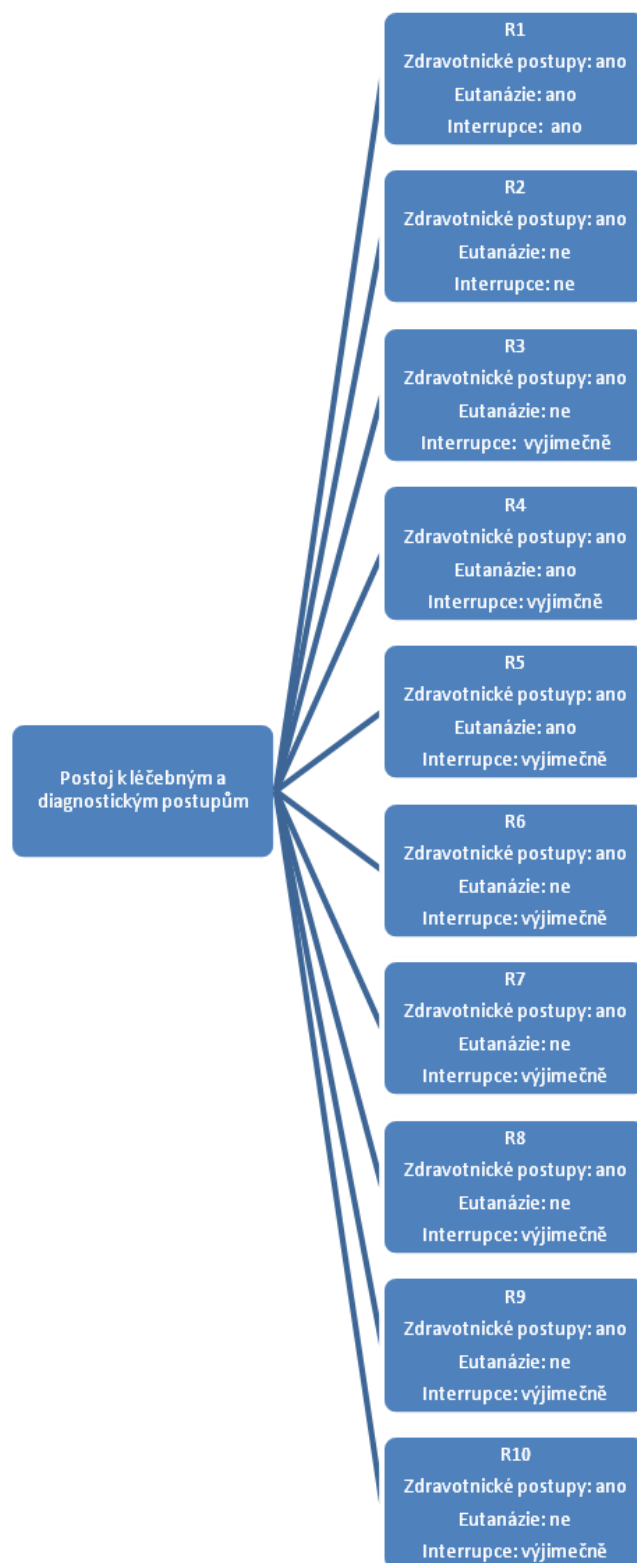 R1
Zdravotnické postupy: ano
Eutanázie: ano
Interrupce:  ano
R2
Zdravotnické postupy: ano
Eutanázie: ne
Interrupce: ne
R3
Zdravotnické postupy: ano
Eutanázie: ne
Interrupce:  vyjímečně
R4
Zdravotnické postupy: ano
Eutanázie: ano
Interrupce: vyjímčně
R5
Zdravotnické postuyp: ano
Eutanázie: ano
Interrupce: vyjímečně
Postoj k léčebným a
diagnostickým postupům
R6
Zdravotnické postupy: ano
Eutanázie: ne
Interrupce: výjimečně
R7
Zdravotnické postupy: ano
Eutanázie: ne
Interrupce: výjimečně
R8
Zdravotnické postupy: ano
Eutanázie: ne
Interrupce: výjimečně
R9
Zdravotnické postupy: ano
Eutanázie: ne
Interrupce: výjimečně
R10
Zdravotnické postupy: ano
Eutanázie: ne
Interrupce: výjimečně